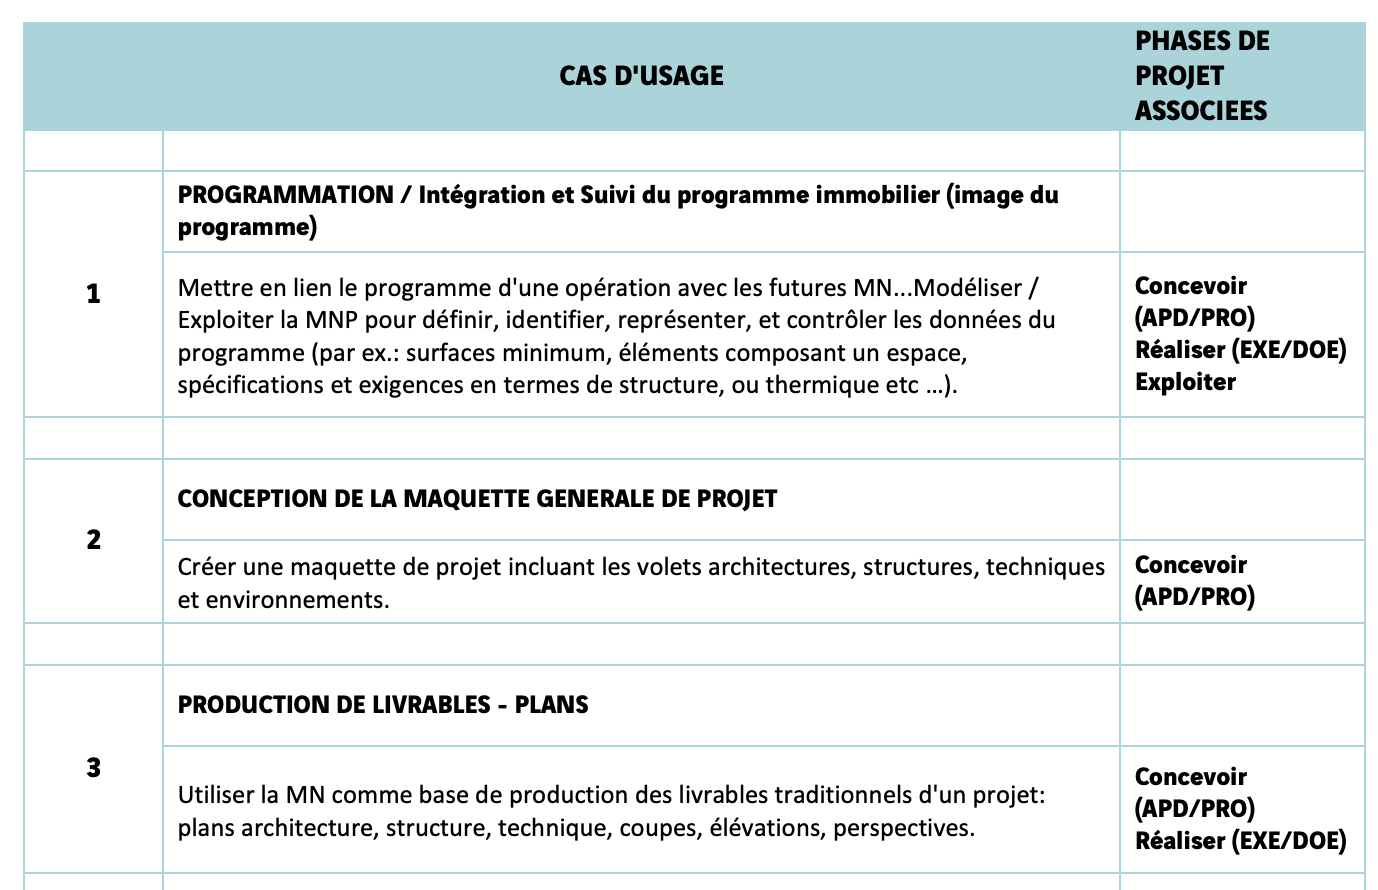 CAS D'USAGE
PHASES DE
PROJET
ASSOCIEES
1
PROGRAMMATION / Intégration et Suivi du programme immobilier (image du
programme)
Mettre en lien le programme d'une opération avec les futures MN...Modéliser /
Exploiter la MNP pour définir, identifier, représenter, et contrôler les données du
programme (par ex.: surfaces minimum, éléments composant un espace,
spécifications et exigences en termes de structure, ou thermique etc ...).
Concevoir
(APD/PRO)
Réaliser (EXE/DOE)
Exploiter
2
CONCEPTION DE LA MAQUETTE GENERALE DE PROJET
Créer une maquette de projet incluant les volets architectures, structures, techniques
et environnements.
Concevoir
(APD/PRO)
3
PRODUCTION DE LIVRABLES - PLANS
Utiliser la MN comme base de production des livrables traditionnels d'un projet:
plans architecture, structure, technique, coupes, élévations, perspectives.
Concevoir
(APD/PRO)
Réaliser (EXE/DOE)